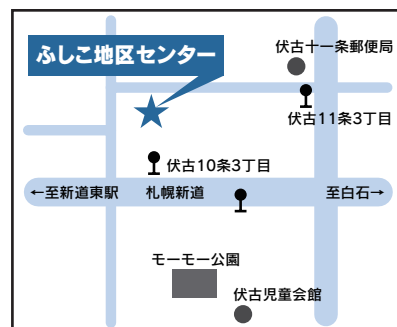 ふしこ地区センター
伏古十一条郵便局
伏古11条3丁目
伏古10条3丁目
←至新道東駅
札幌新道
至白石→
モーモー公園
伏古児童会館